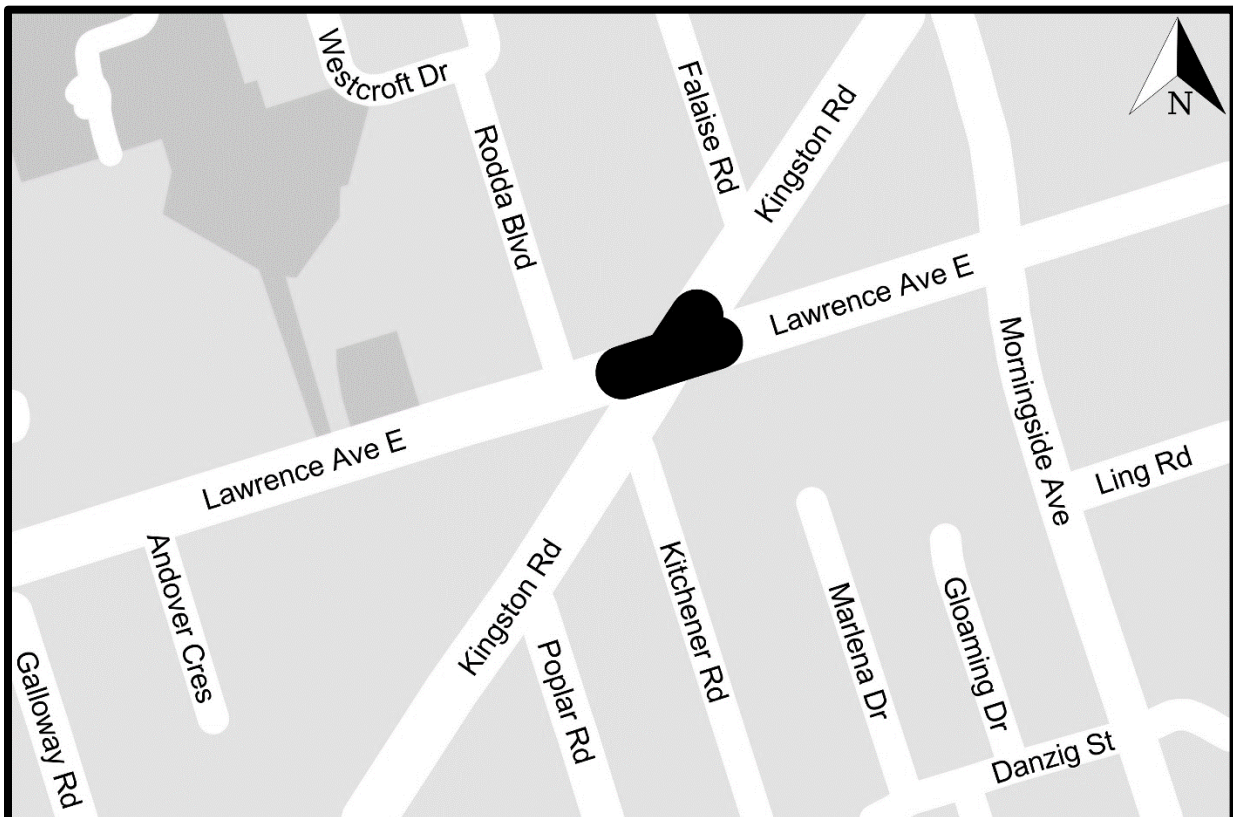 Westcroft Dr
Falaise Rd
Kingston Rd
N
Rodda Blvd
Lawrence Ave E
Morningside Ave
Lawrence Ave E
Ling Rd
Andover Cres
Kingston Rd
Kitchener Rd
Marlena Dr
Gloaming Dr
Galloway Rd
Poplar Rd
Danzig St